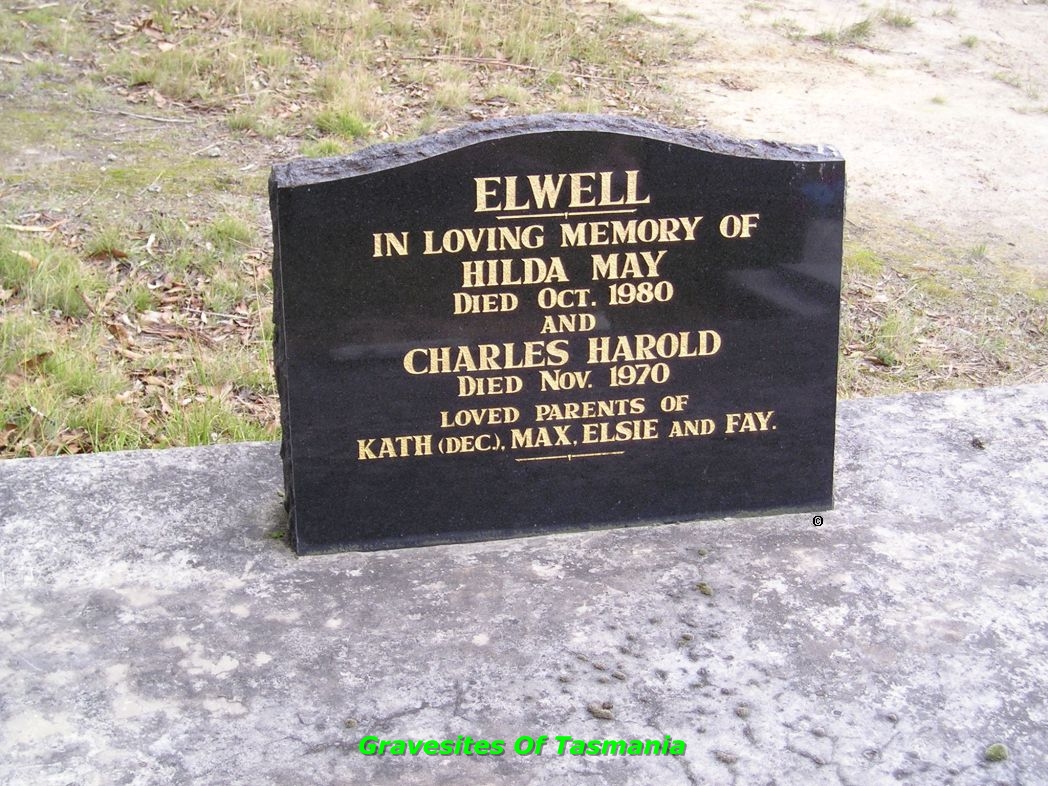 ELWELL
IN LOVING MEMORY OF
HILDA MAY
DIED OCT. 1980
AND
CHARLES HAROLD
DIED NOV. 1970
LOVED PARENTS OF
KATH (DEC.), MAX, ELSIE AND FAY.
©
Gravesites Of Tasmania